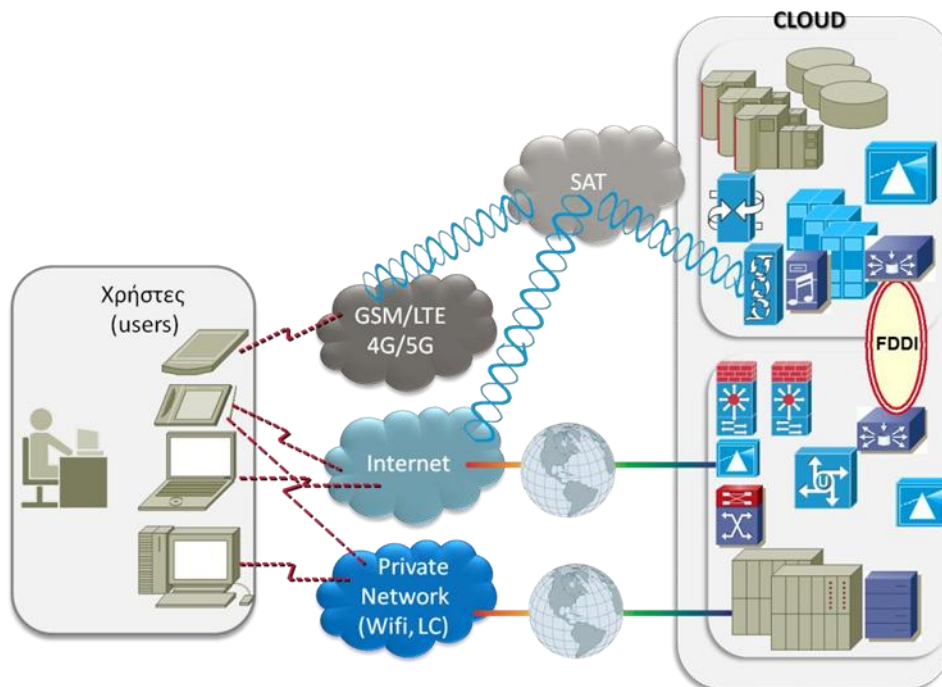 CLOUD
SAT
Χρήστες
(users)
GSM/LTE
4G/5G
FDDI
Internet
U
Private
Network
(Wifi, LC)